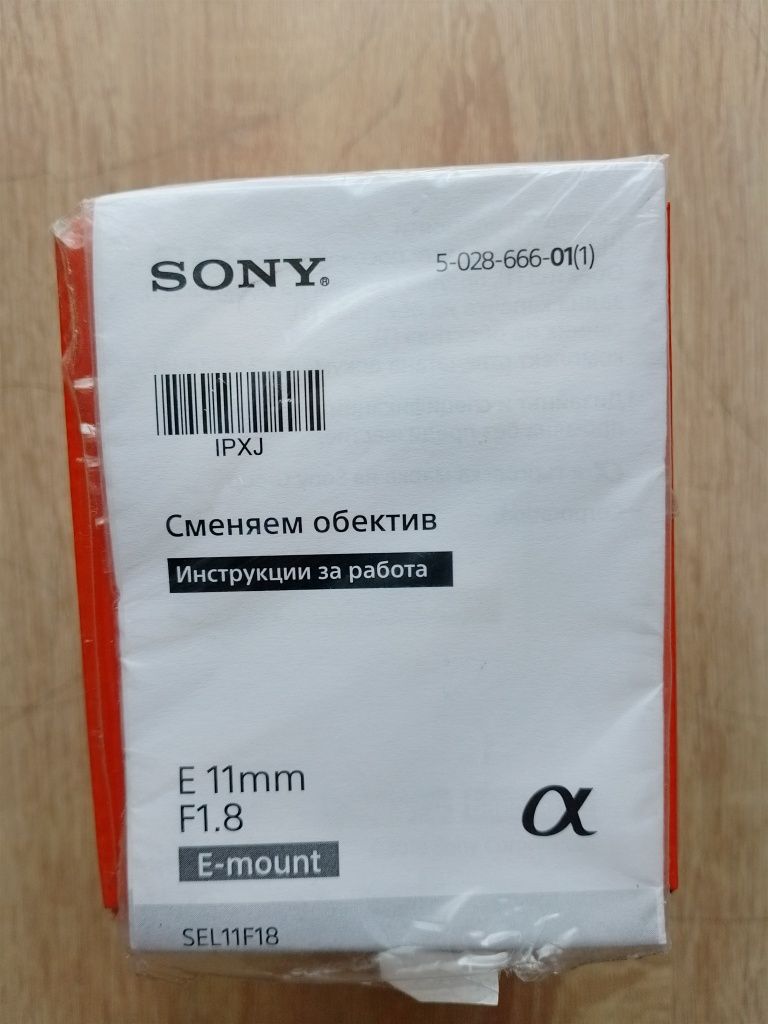 SONY®
5-028-666-01(1)
IPXJ
Сменяем обектив
Инструкции за работа
E 11mm
F1.8
α
E-mount
SEL11F18